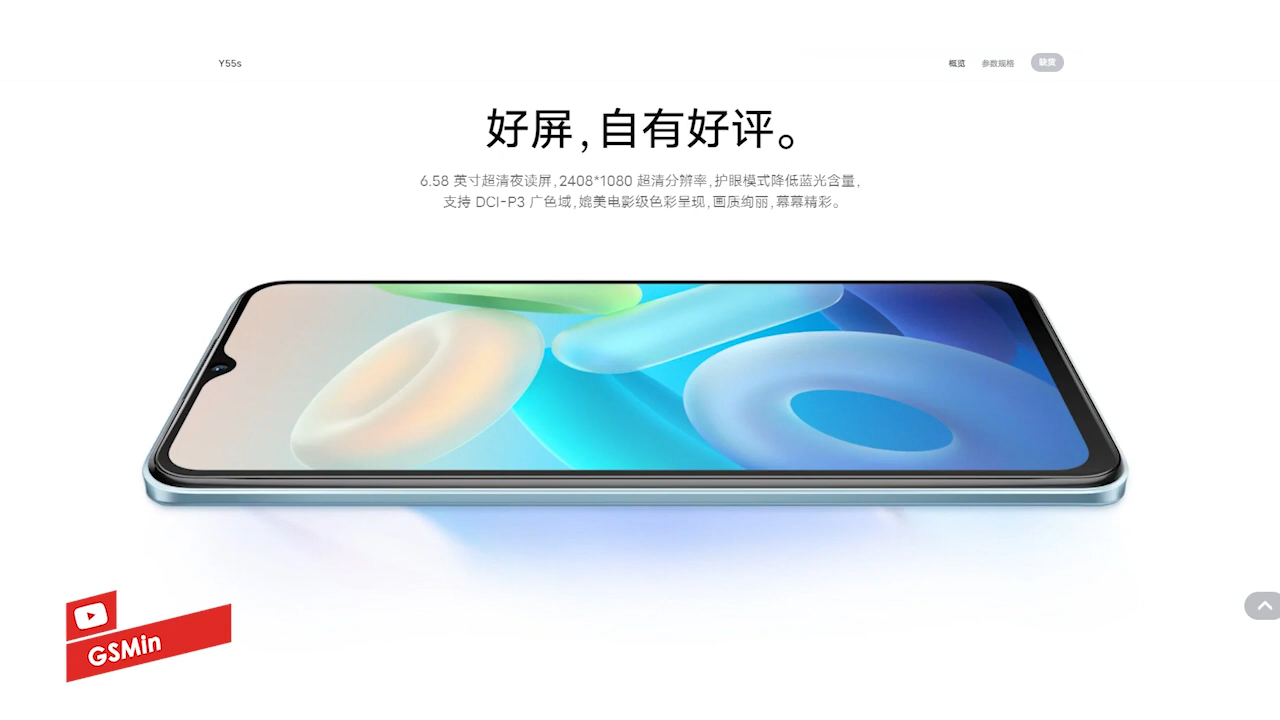 Y55s
概览 参数规格 缺货
好屏,自有好评。
6.58 英寸超清夜读屏,2408*1080 超清分辨率,护眼模式降低蓝光含量,
支持 DCI-P3 广色域,媲美电影级色彩呈现,画质绚丽,幕幕精彩。
GSMin